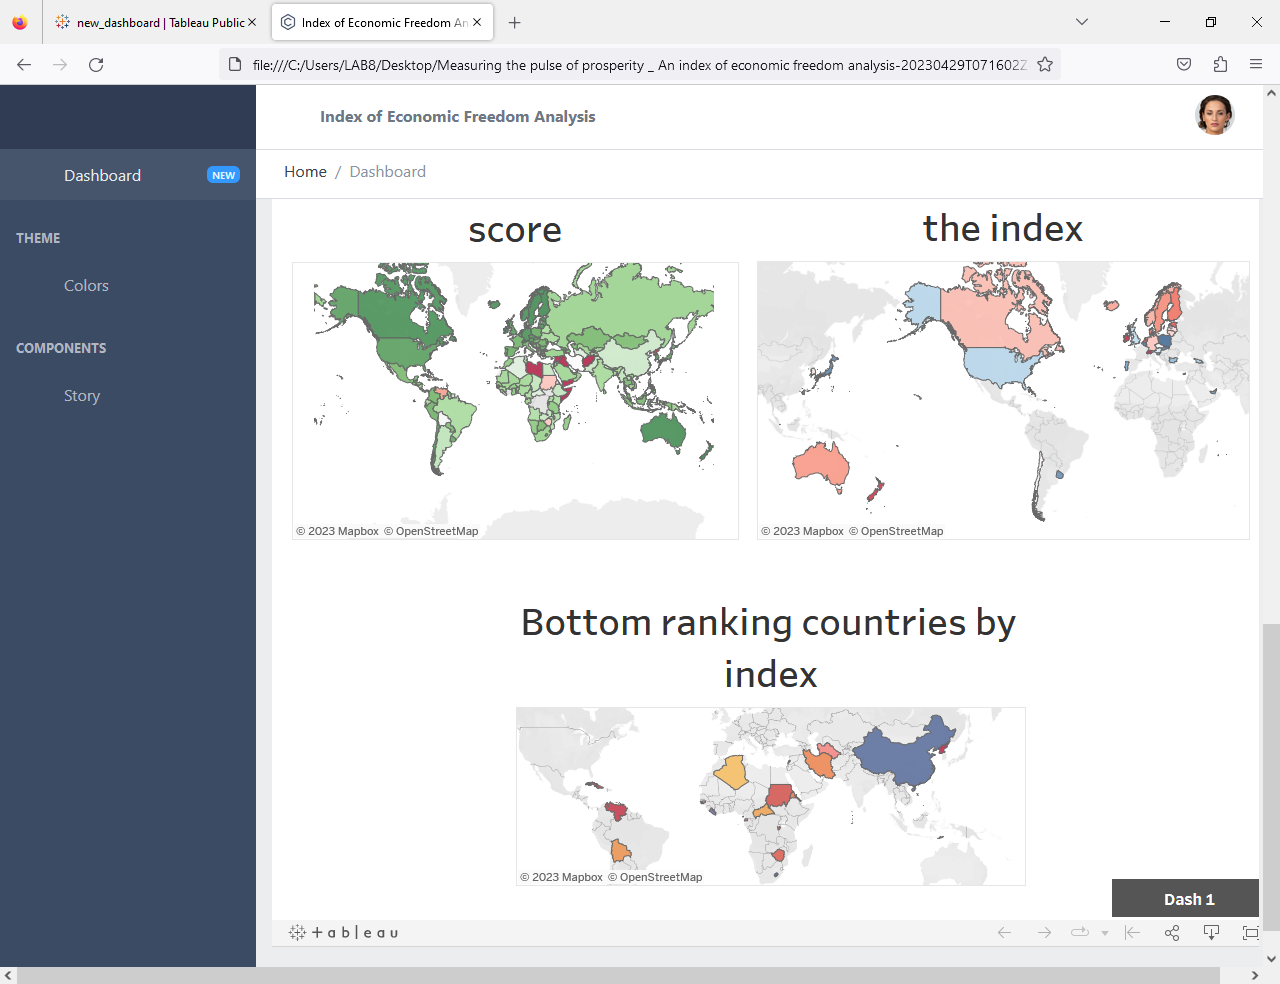 new_dashboard | Tableau Public
Index of Economic Freedom An
file:///C:/Users/LAB8/Desktop/Measuring the pulse of prosperity _ An index of economic freedom analysis-20230429T071602Z
Index of Economic Freedom Analysis
Home / Dashboard
Dashboard
NEW
THEME
Colors
COMPONENTS
Story
score
the index
© 2023 Mapbox © OpenStreetMap
© 2023 Mapbox © OpenStreetMap
Bottom ranking countries by
index
© 2023 Mapbox © OpenStreetMap
Dash 1
+ a b l e a u